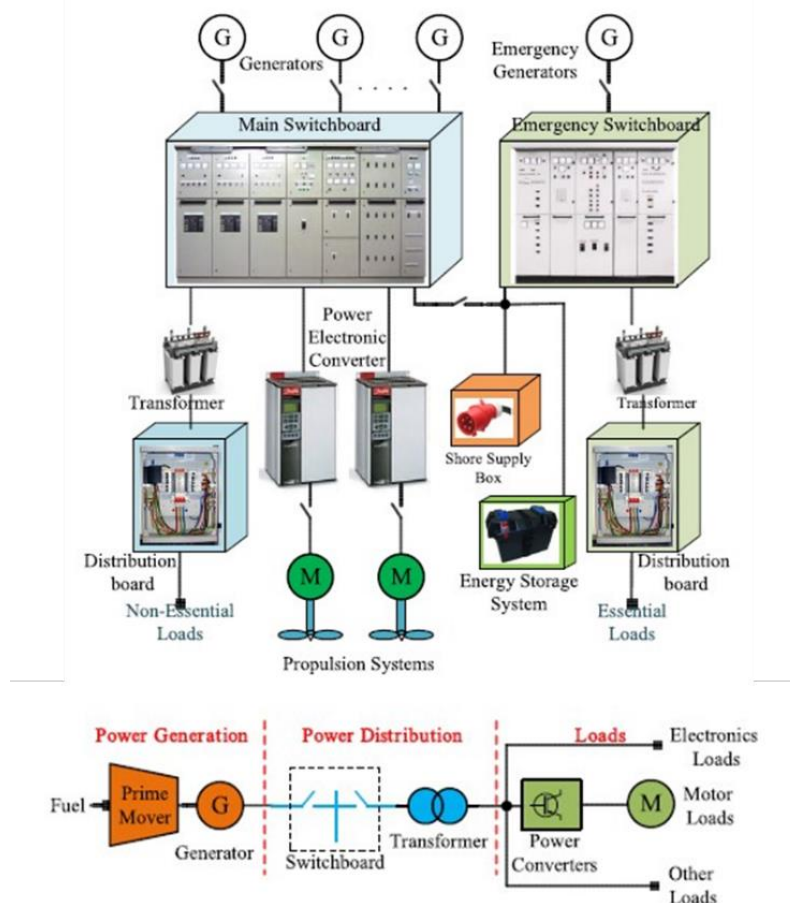 G
G
G
G
Generators
Emergency
Generators
Main Switchboard
Emergency Switchboard
Power
Electronic
Converter
Transformer
Transformer
Shore Supply
Box
Distribution
board
Non-Essential
Loads
M
M
Propulsion Systems
Energy Storage
System
Distribution
board
Essential
Loads
Power Generation
Power Distribution
Loads
Fuel
Prime
Mover
G
Generator
Switchboard
Transformer
Power
Converters
Electronics
Loads
M
Motor
Loads
Other
Loads